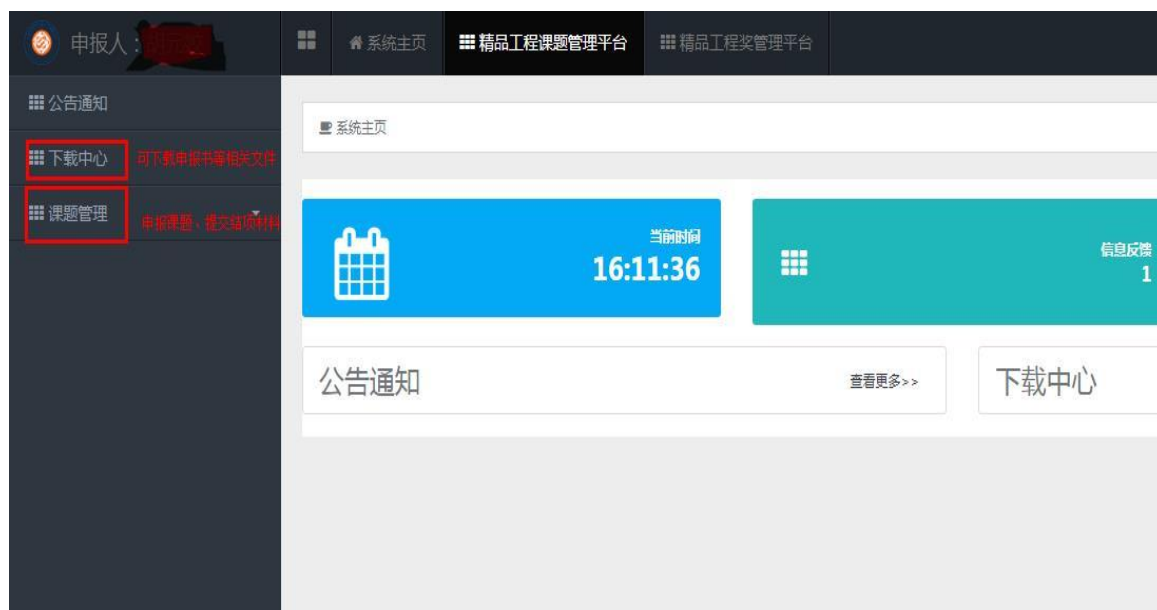 申报人：
系统主页
精品工程课题管理平台
精品工程奖管理平台
公告通知
系统主页
下载中心
可下载申报书等相关文件
课题管理
申报课题、提交结项材料
当前时间
16:11:36
信息反馈
1
公告通知
查看更多>>
下载中心